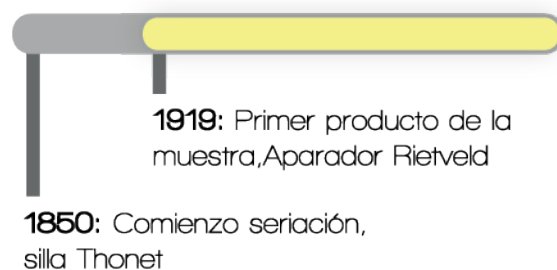 1919: Primer producto de la
muestra,Aparador Rietveld
1850: Comienzo seriación,
silla Thonet